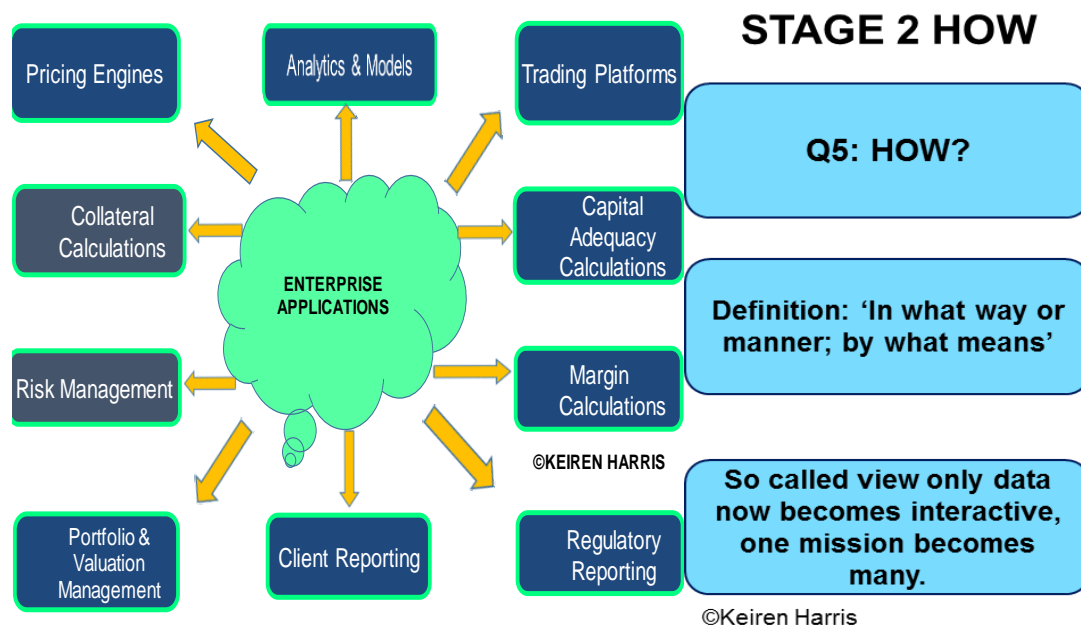 STAGE 2 HOW
Pricing Engines
Analytics & Models
Trading Platforms
Q5: HOW?
Collateral
Calculations
Capital
Adequacy
Calculations
ENTERPRISE
APPLICATIONS
Definition: ‘In what way or
manner; by what means’
Risk Management
Margin
Calculations
©KEIREN HARRIS
So called view only data
now becomes interactive,
one mission becomes
many.
Portfolio &
Valuation
Management
Client Reporting
Regulatory
Reporting
©Keiren Harris